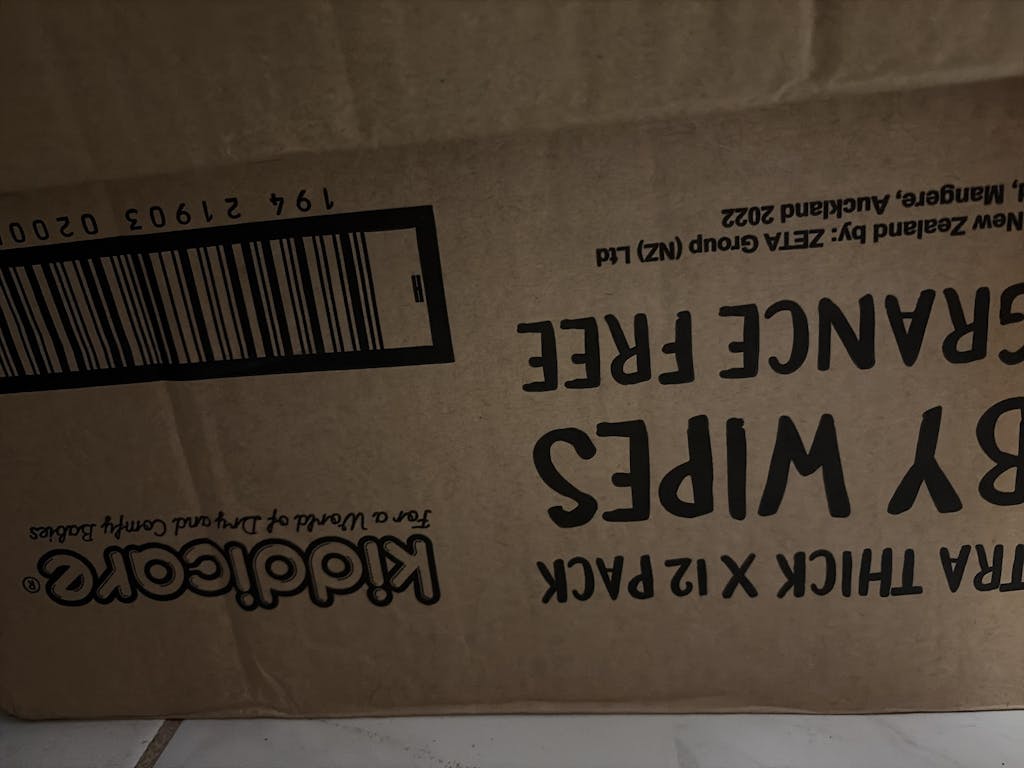 TRA THICK X 12 PACK
BY WIPES
GRANCE FREE
New Zealand by: ZETA Group (NZ) Ltd
Mangere, Auckland 2022
kiddicare®
For a World of Dry and Comfy Babies
H
194 21903 0200